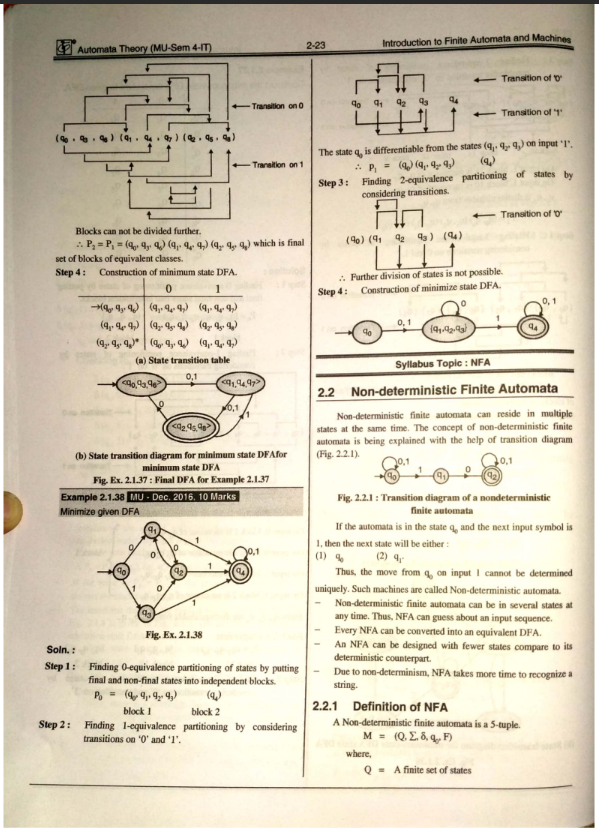 Automata Theory (MU-Sem 4-IT)
2-23
Introduction to Finite Automata and Machines
Transition on 0
(q0 , q3 , q6 ) (q1 , q4 , q7 ) (q2 , q5 , q8)
Transition on 1
Blocks can not be divided further.
∴ P2 = P1 = (q0, q3, q6) (q1, q4, q7) (q2, q5, q8) which is final
set of blocks of equivalent classes.
Step 4 : Construction of minimum state DFA.
0 1
→(q0, q3, q6) (q1, q4, q7) (q1, q4, q7)
(q1, q4, q7) (q2, q5, q8) (q2, q5, q8)
(q2, q5, q8)* (q0, q3, q6) (q1, q4, q7)
(a) State transition table
<q0,q3,q6> 0,1 <q1,q4,q7>
0 0,1 1
<q2,q5,q8>
(b) State transition diagram for minimum state DFAfor
minimum state DFA
Fig. Ex. 2.1.37 : Final DFA for Example 2.1.37
Example 2.1.38 MU - Dec. 2016, 10 Marks
Minimize given DFA
q1
0 0 0 1 0,1
q0 q2 1 q4
1 0 1
q3
Fig. Ex. 2.1.38
Soln. :
Step 1 : Finding 0-equivalence partitioning of states by putting
final and non-final states into independent blocks.
P0 = (q0, q1, q2, q3) (q4)
block 1 block 2
Step 2 : Finding 1-equivalence partitioning by considering
transitions on ‘0’ and ‘1’.
Transition of '0'
q0 q1 q2 q3 q4
Transition of '1'
The state q0 is differentiable from the states (q1, q2, q3) on input ‘1’.
∴ P1 = (q0) (q1, q2, q3) (q4)
Step 3 : Finding 2-equivalence partitioning of states by
considering transitions.
Transition of '0'
(q0) (q1 q2 q3 ) (q4)
∴ Further division of states is not possible.
Step 4 : Construction of minimize state DFA.
0 0, 1
q0 0, 1 (q1,q2,q3) 1 q4
Syllabus Topic : NFA
2.2 Non-deterministic Finite Automata
Non-deterministic finite automata can reside in multiple
states at the same time. The concept of non-deterministic finite
automata is being explained with the help of transition diagram
(Fig. 2.2.1).
0,1 0,1
q0 1 q1 0 q2
Fig. 2.2.1 : Transition diagram of a nondeterministic
finite automata
If the automata is in the state q0 and the next input symbol is
1, then the next state will be either :
(1) q0 (2) q1.
Thus, the move from q0 on input 1 cannot be determined
uniquely. Such machines are called Non-deterministic automata.
– Non-deterministic finite automata can be in several states at
any time. Thus, NFA can guess about an input sequence.
– Every NFA can be converted into an equivalent DFA.
– An NFA can be designed with fewer states compare to its
deterministic counterpart.
– Due to non-determinism, NFA takes more time to recognize a
string.
2.2.1 Definition of NFA
A Non-deterministic finite automata is a 5-tuple.
M = (Q, Σ, δ, q0, F)
where,
Q = A finite set of states